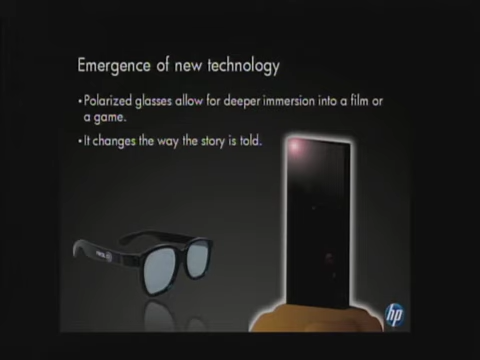 Emergence of new technology
• Polarized glasses allow for deeper immersion into a film or
a game.
• It changes the way the story is told.
hp